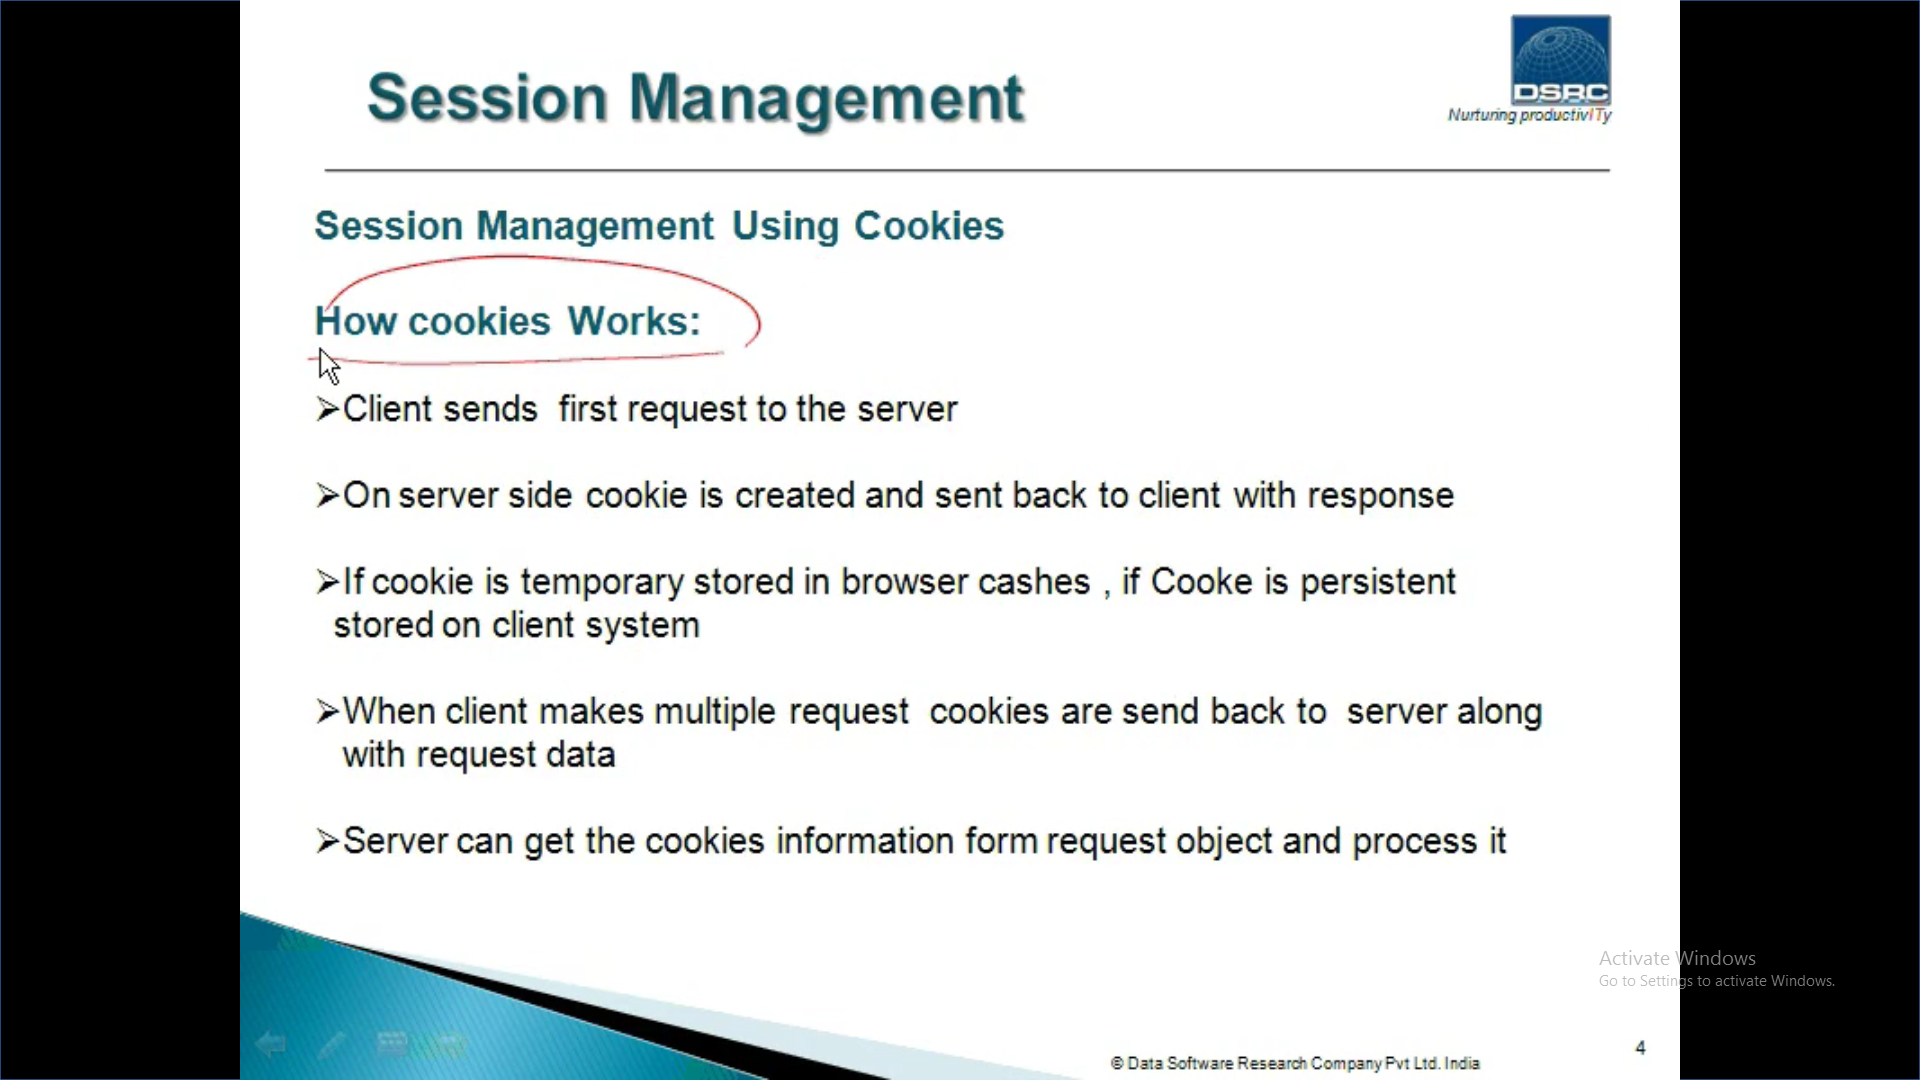 Session Management
DSRC
Nurturing productivITy
Session Management Using Cookies
How cookies Works:
➢Client sends first request to the server
➢On server side cookie is created and sent back to client with response
➢If cookie is temporary stored in browser cashes , if Cooke is persistent
stored on client system
➢When client makes multiple request cookies are send back to server along
with request data
➢Server can get the cookies information form request object and process it
Activate Windows
Go to Settings to activate Windows.
4
© Data Software Research Company Pvt Ltd. India